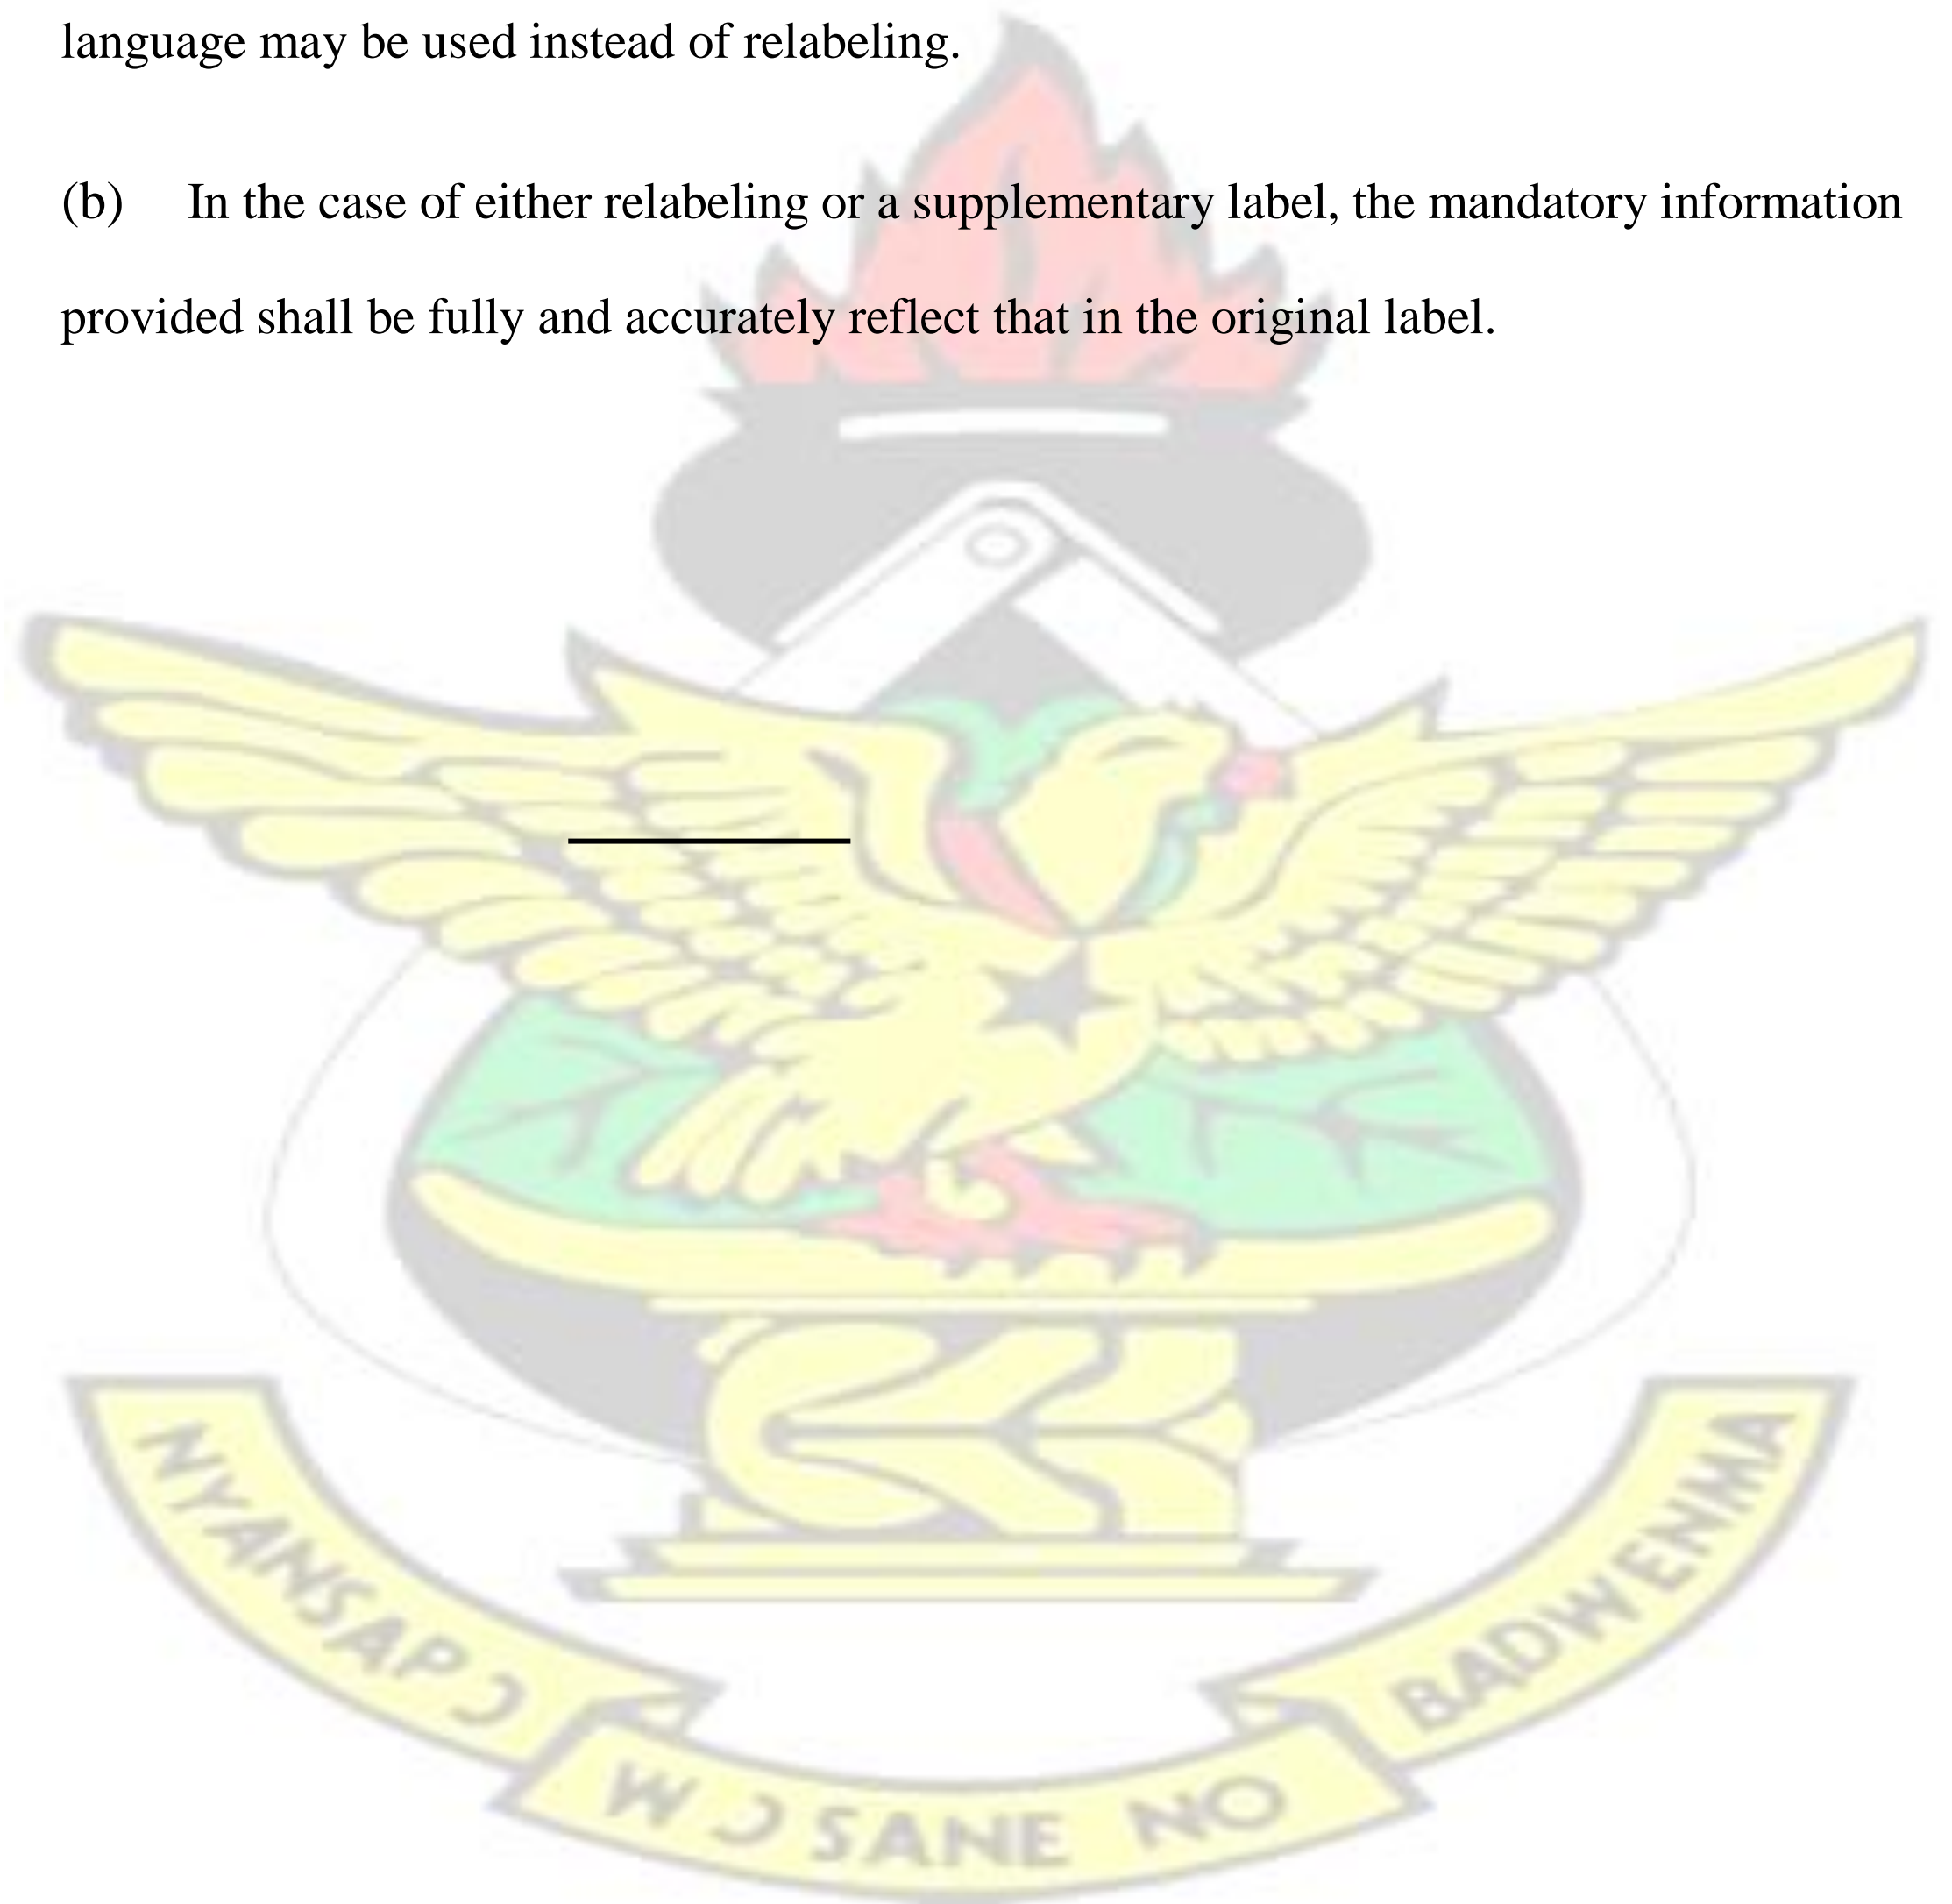 language may be used instead of relabeling.
(b) In the case of either relabeling or a supplementary label, the mandatory information
provided shall be fully and accurately reflect that in the original label.
NYANSAPƆ
WƆSANE NO
BADWENMA